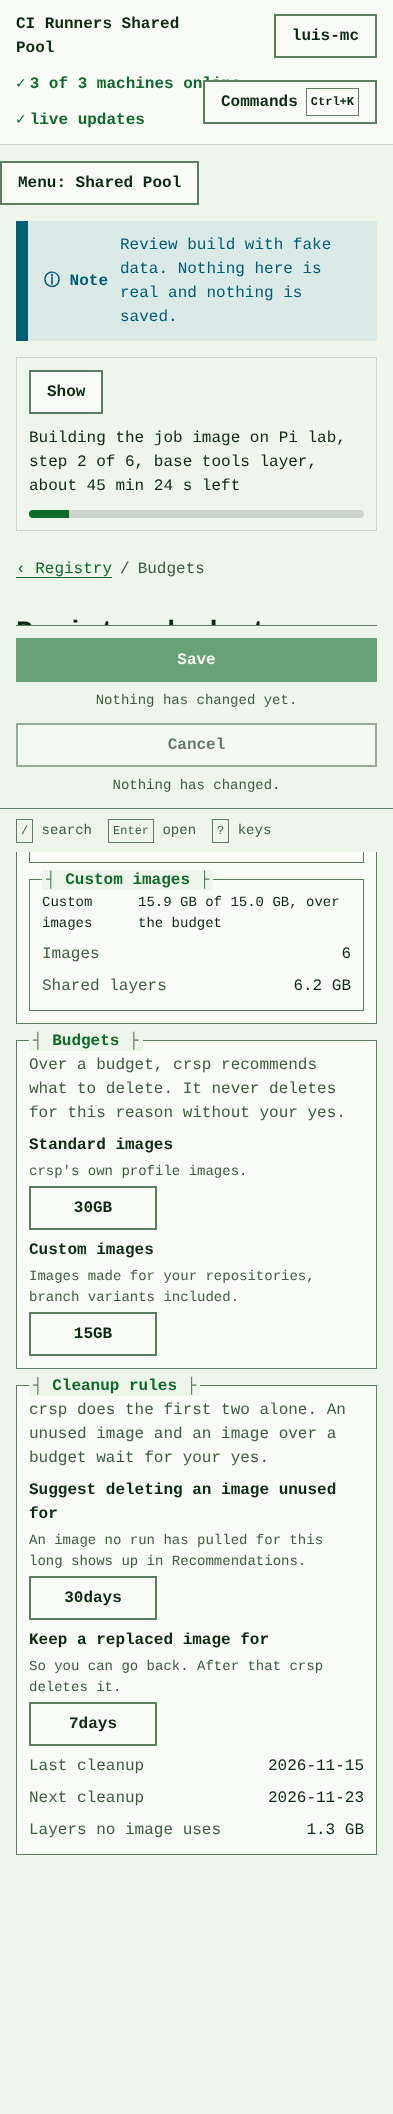 CI Runners Shared
Pool
luis-mc
✓ 3 of 3 machines online
Commands Ctrl+K
✓ live updates
Menu: Shared Pool
ⓘ Note
Review build with fake
data. Nothing here is
real and nothing is
saved.
Show
Building the job image on Pi lab,
step 2 of 6, base tools layer,
about 45 min 24 s left
‹ Registry / Budgets
Save
Nothing has changed yet.
Cancel
Nothing has changed.
/ search Enter open ? keys
Custom images
Custom
images
15.9 GB of 15.0 GB, over
the budget
Images 6
Shared layers 6.2 GB
Budgets
Over a budget, crsp recommends
what to delete. It never deletes
for this reason without your yes.
Standard images
crsp's own profile images.
30GB
Custom images
Images made for your repositories,
branch variants included.
15GB
Cleanup rules
crsp does the first two alone. An
unused image and an image over a
budget wait for your yes.
Suggest deleting an image unused
for
An image no run has pulled for this
long shows up in Recommendations.
30days
Keep a replaced image for
So you can go back. After that crsp
deletes it.
7days
Last cleanup 2026-11-15
Next cleanup 2026-11-23
Layers no image uses 1.3 GB